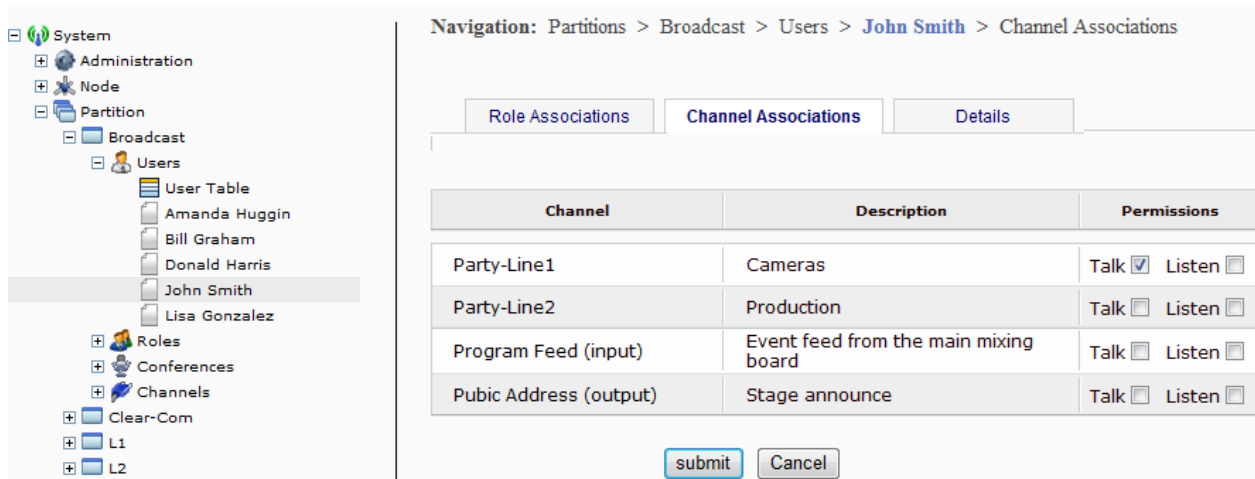 System
Administration
Node
Partition
Broadcast
Users
User Table
Amanda Huggin
Bill Graham
Donald Harris
John Smith
Lisa Gonzalez
Roles
Conferences
Channels
Clear-Com
L1
L2
Navigation: Partitions > Broadcast > Users > John Smith > Channel Associations
Role Associations Channel Associations Details
Channel Description Permissions
Party-Line1 Cameras Talk Listen
Party-Line2 Production Talk Listen
Program Feed (input) Event feed from the main mixing
board Talk Listen
Pubic Address (output) Stage announce Talk Listen
submit Cancel